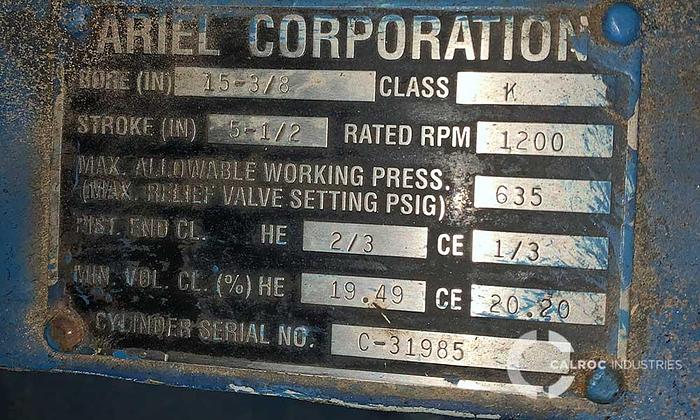 ARIEL CORPORATION
BORE (IN) 15-3/8 CLASS K
STROKE (IN) 5-1/2 RATED RPM 1200
MAX. ALLOWABLE WORKING PRESS.
(MAX. RELIEF VALVE SETTING PSIG) 635
PIST. END CL. HE 2/3 CE 1/3
MIN. VOL. CL. (%) HE 19.49 CE 20.20
CYLINDER SERIAL NO. C-31985
CALROC INDUSTRIES